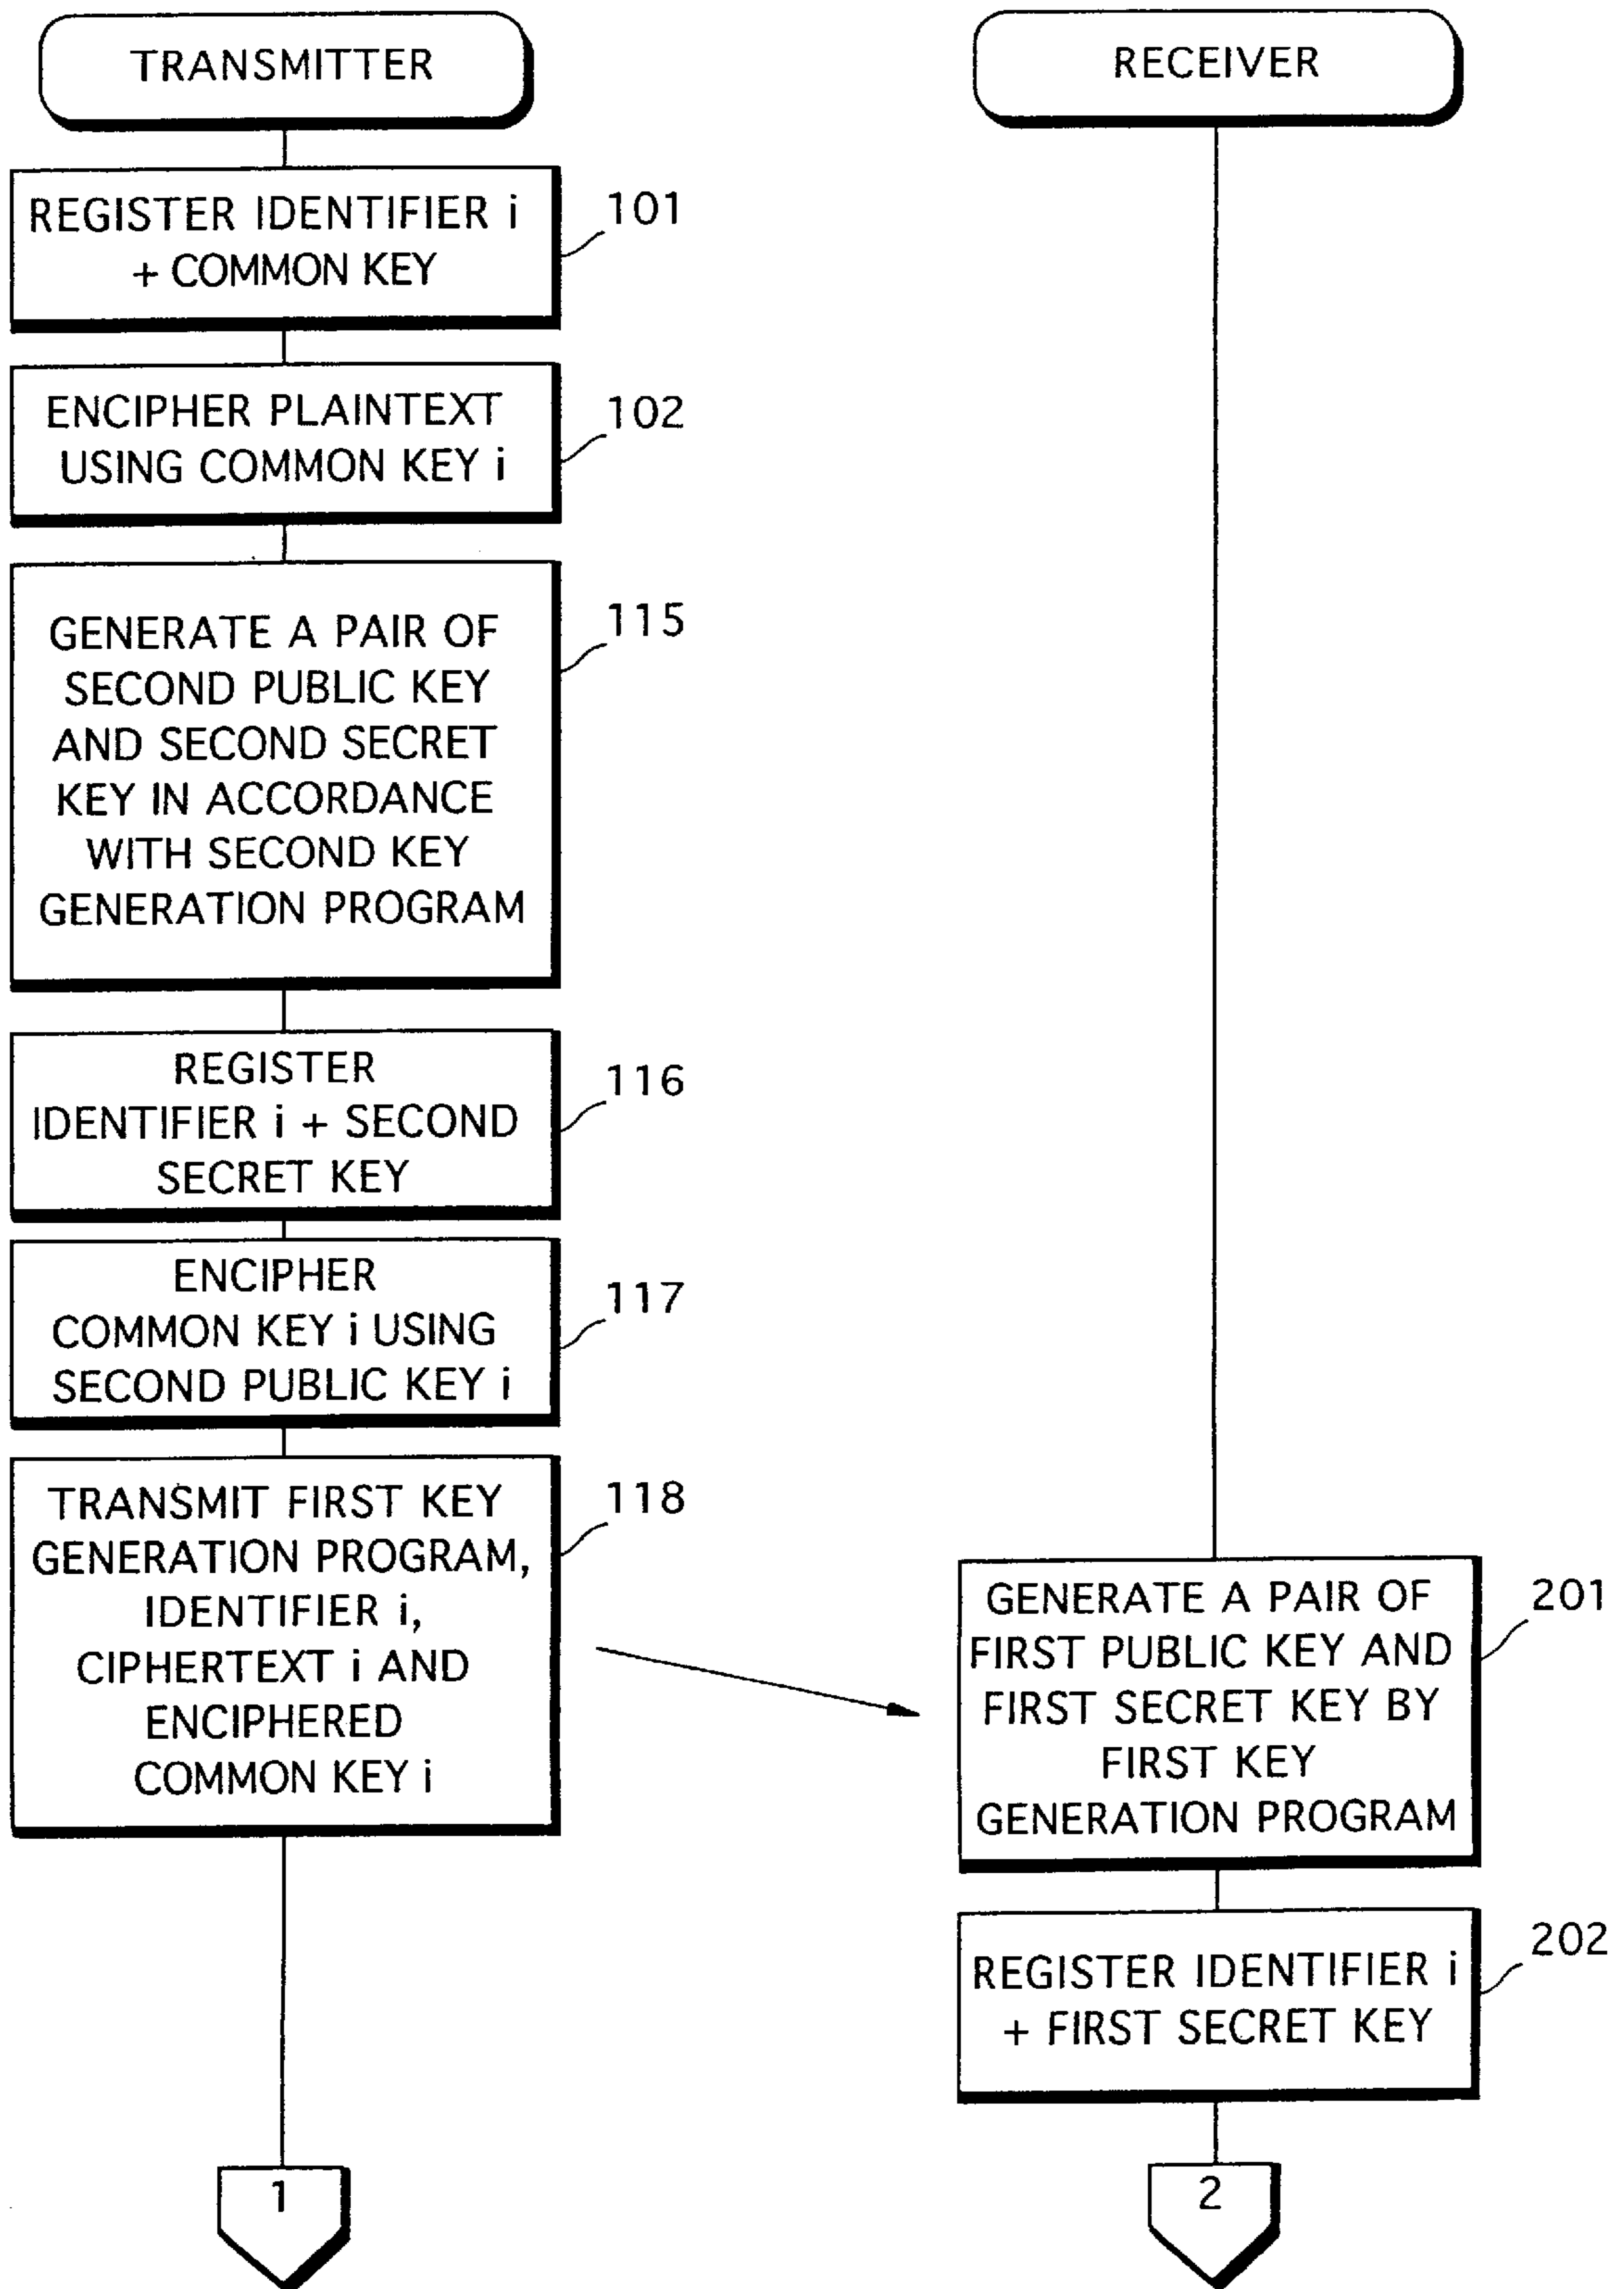 TRANSMITTER
REGISTER IDENTIFIER i
+ COMMON KEY
101
ENCIPHER PLAINTEXT
USING COMMON KEY i
102
GENERATE A PAIR OF
SECOND PUBLIC KEY
AND SECOND SECRET
KEY IN ACCORDANCE
WITH SECOND KEY
GENERATION PROGRAM
115
REGISTER
IDENTIFIER i + SECOND
SECRET KEY
116
ENCIPHER
COMMON KEY i USING
SECOND PUBLIC KEY i
117
TRANSMIT FIRST KEY
GENERATION PROGRAM,
IDENTIFIER i,
CIPHERTEXT i AND
ENCIPHERED
COMMON KEY i
118
1
RECEIVER
GENERATE A PAIR OF
FIRST PUBLIC KEY AND
FIRST SECRET KEY BY
FIRST KEY
GENERATION PROGRAM
201
REGISTER IDENTIFIER i
+ FIRST SECRET KEY
202
2